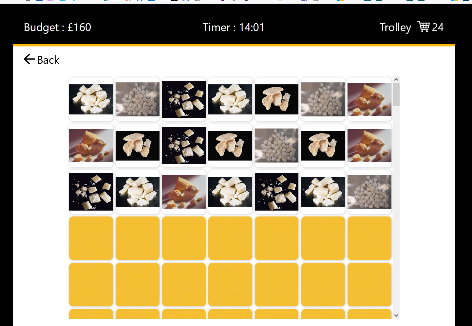 Budget : £160
Timer : 14:01
Trolley 24
Back